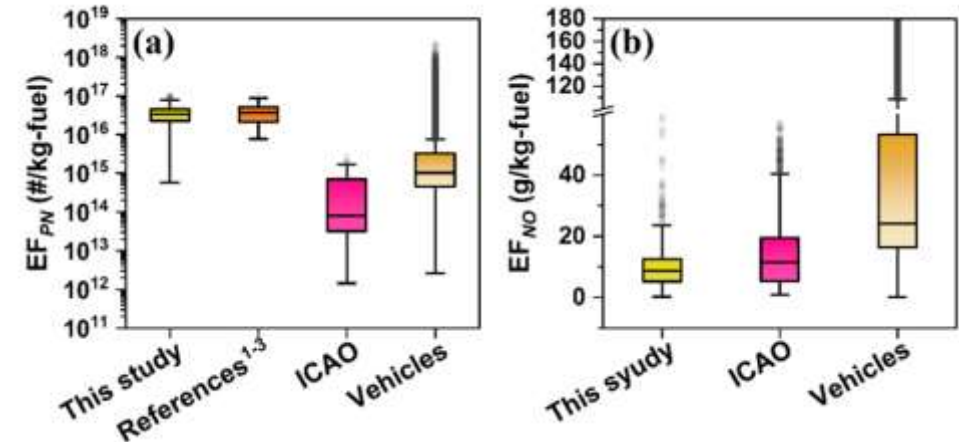 (a)
EF_PN (#/kg-fuel)
10^19
10^18
10^17
10^16
10^15
10^14
10^13
10^12
10^11
This study
References^1-3
ICAO
Vehicles
(b)
EF_NO (g/kg-fuel)
180
160
140
120
40
20
0
This syudy
ICAO
Vehicles